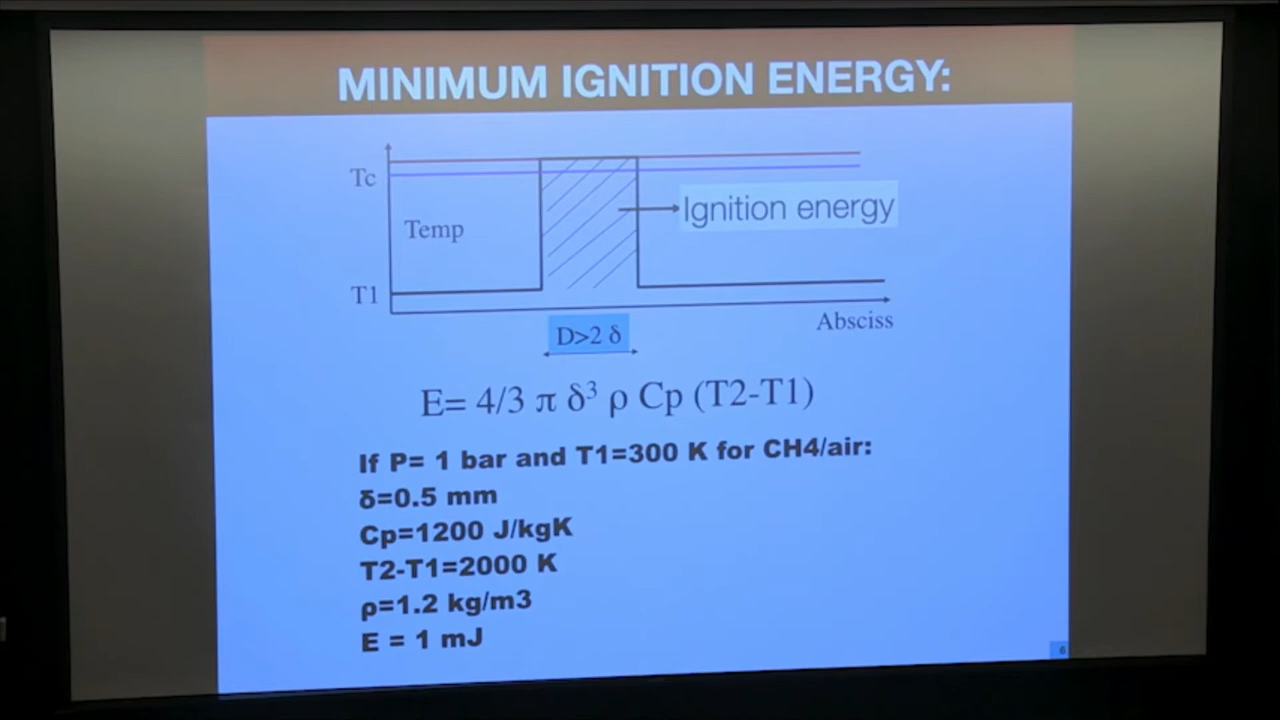 MINIMUM IGNITION ENERGY:
Tc
Ignition energy
Temp
T1
Absciss
D>2 δ
E= 4/3 π δ³ ρ Cp (T2-T1)
If P= 1 bar and T1=300 K for CH4/air:
δ=0.5 mm
Cp=1200 J/kgK
T2-T1=2000 K
ρ=1.2 kg/m3
E = 1 mJ
6